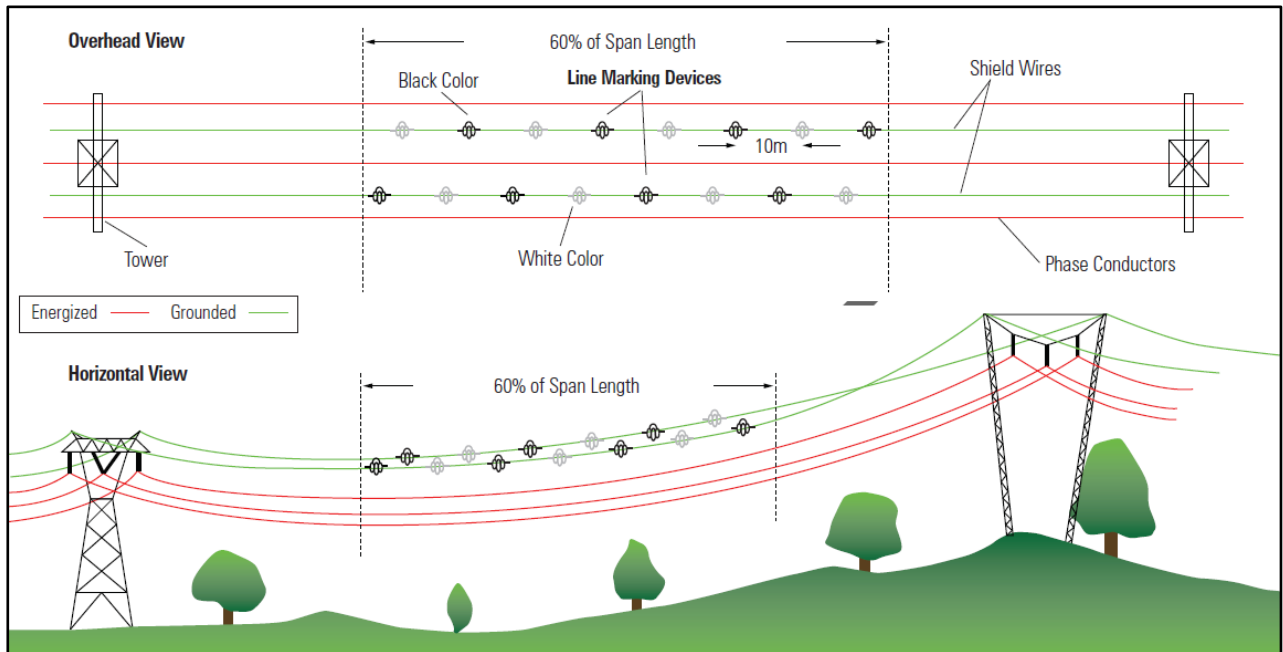 Overhead View
60% of Span Length
Black Color
Line Marking Devices
Shield Wires
10m
Tower
White Color
Phase Conductors
Energized
Grounded
Horizontal View
60% of Span Length